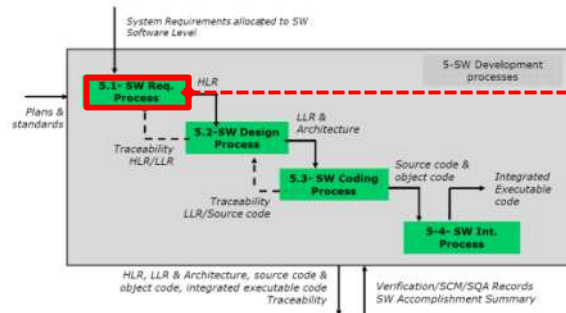 System Requirements allocated to SW
Software Level
5-SW Development
processes
5.1- SW Req.
Process
HLR
Plans &
standards
LLR &
Architecture
5.2-SW Design
Process
Traceability
HLR/LLR
Source code &
object code
Integrated
Executable
code
5.3- SW Coding
Process
Traceability
LLR/Source code
5-4- SW Int.
Process
HLR, LLR & Architecture, source code &
object code, integrated executable code
Traceability
Verification/SCM/SQA Records
SW Accomplishment Summary